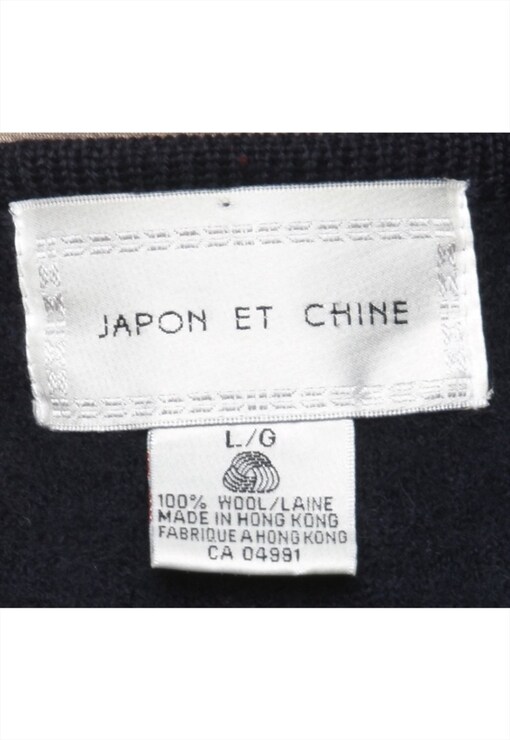 JAPON ET CHINE
L/G
100% WOOL/LAINE
MADE IN HONG KONG
FABRIQUE A HONG KONG
CA 04991